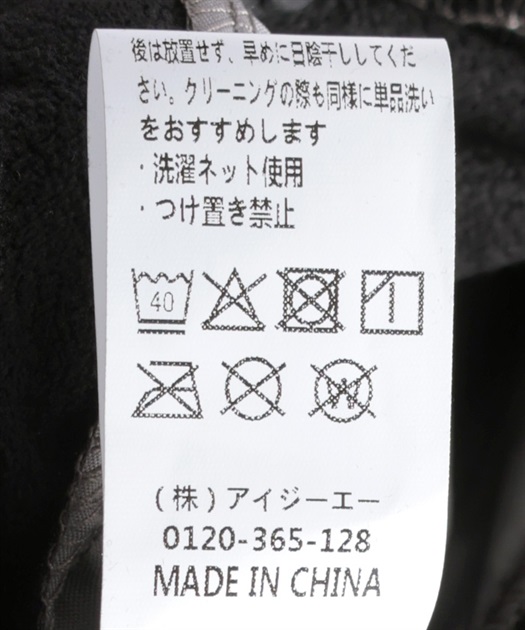 後は放置せず、早めに日陰干ししてくだ
さい。クリーニングの際も同様に単品洗い
をおすすめします
・洗濯ネット使用
・つけ置き禁止
40
W
(株)アイジーエー
0120-365-128
MADE IN CHINA